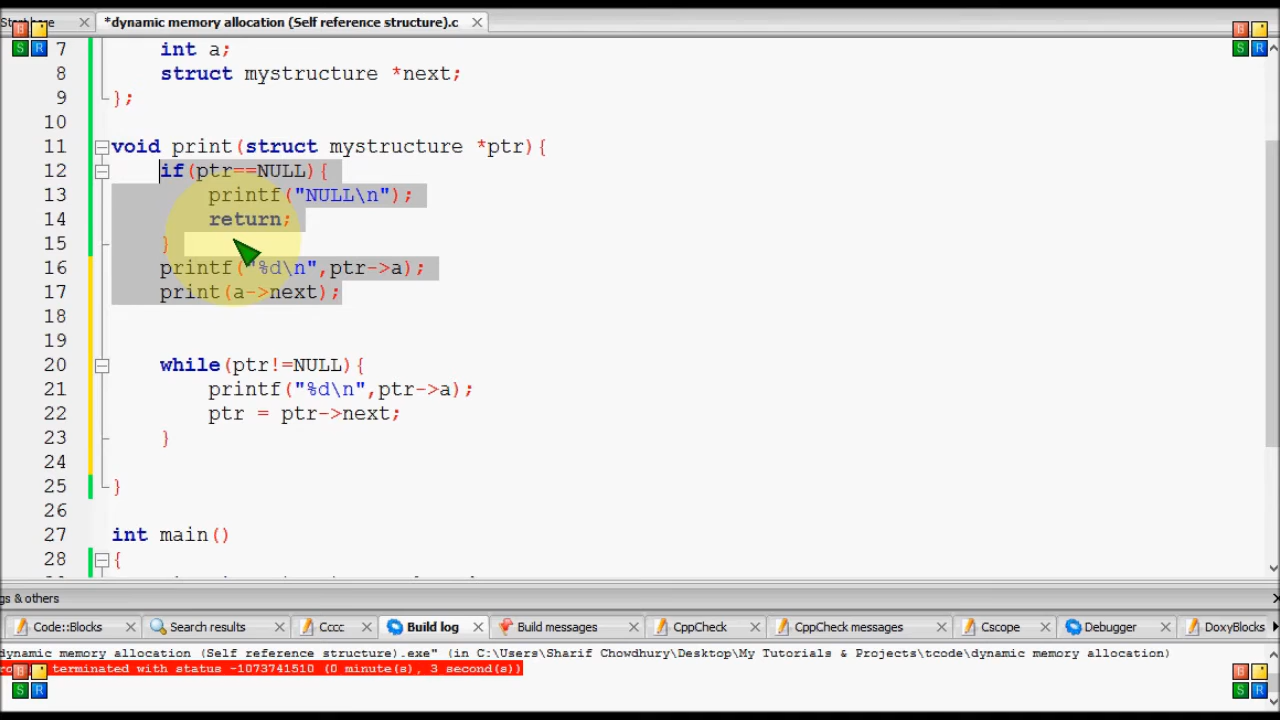 Start here
*dynamic memory allocation (Self reference structure).c
7 int a;
8 struct mystructure *next;
9 };
10
11 void print(struct mystructure *ptr){
12 if(ptr==NULL){
13 printf("NULL\n");
14 return;
15 }
16 printf("%d\n",ptr->a);
17 print(a->next);
18
19
20 while(ptr!=NULL){
21 printf("%d\n",ptr->a);
22 ptr = ptr->next;
23 }
24
25 }
26
27 int main()
28 {
gs & others
Code::Blocks Search results Cccc Build log Build messages CppCheck CppCheck messages Cscope Debugger DoxyBlocks
dynamic memory allocation (Self reference structure).exe" (in C:\Users\Sharif Chowdhury\Desktop\My Tutorials & Projects\tcode\dynamic memory allocation)
terminated with status -1073741510 (0 minute(s), 3 second(s))
B
S R
B
S R
B
S R
B
S R